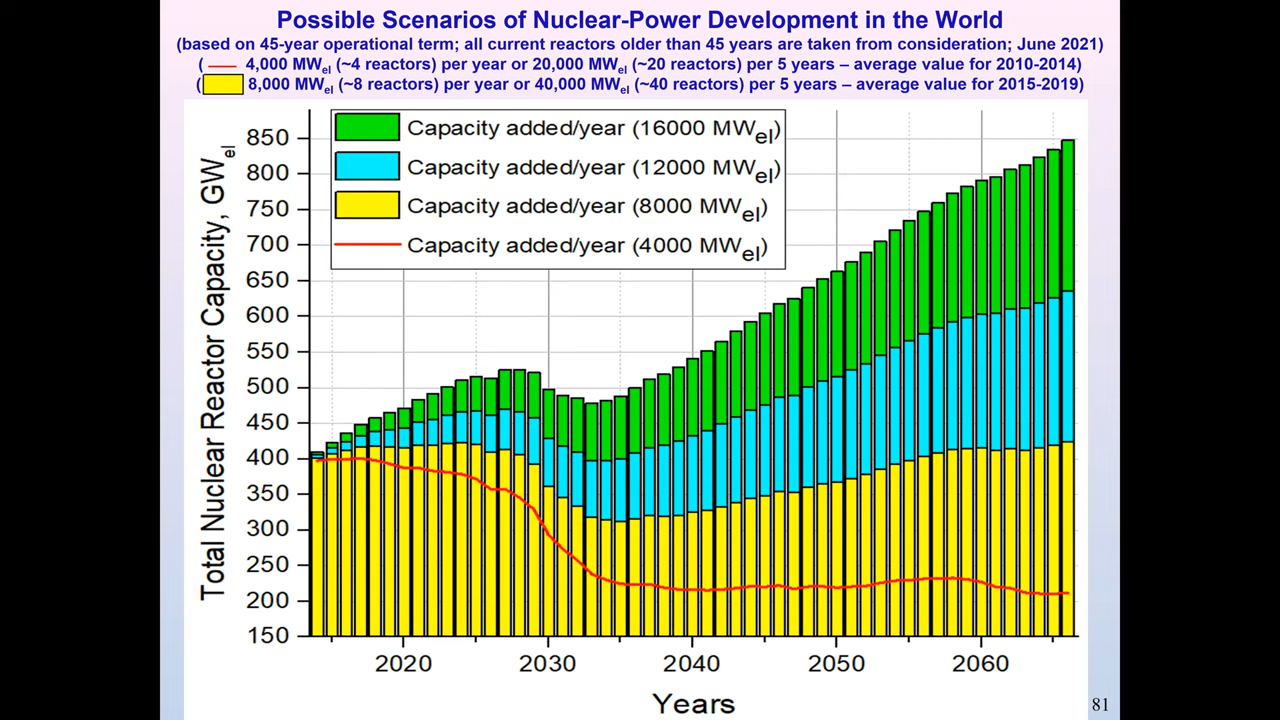 Possible Scenarios of Nuclear-Power Development in the World
(based on 45-year operational term; all current reactors older than 45 years are taken from consideration; June 2021)
( 4,000 MWel (~4 reactors) per year or 20,000 MWel (~20 reactors) per 5 years – average value for 2010-2014)
( 8,000 MWel (~8 reactors) per year or 40,000 MWel (~40 reactors) per 5 years – average value for 2015-2019)
Capacity added/year (16000 MWel)
Capacity added/year (12000 MWel)
Capacity added/year (8000 MWel)
Capacity added/year (4000 MWel)
Total Nuclear Reactor Capacity, GWel
850
800
750
700
650
600
550
500
450
400
350
300
250
200
150
2020 2030 2040 2050 2060
Years
81